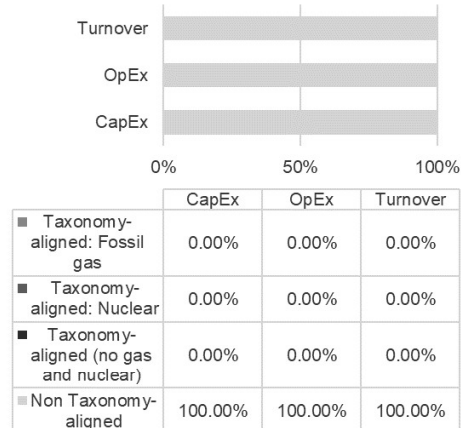 Turnover
OpEx
CapEx
0% 50% 100%
CapEx OpEx Turnover
Taxonomy-
aligned: Fossil
gas
0.00% 0.00% 0.00%
Taxonomy-
aligned: Nuclear
0.00% 0.00% 0.00%
Taxonomy-
aligned (no gas
and nuclear)
0.00% 0.00% 0.00%
Non Taxonomy-
aligned
100.00% 100.00% 100.00%